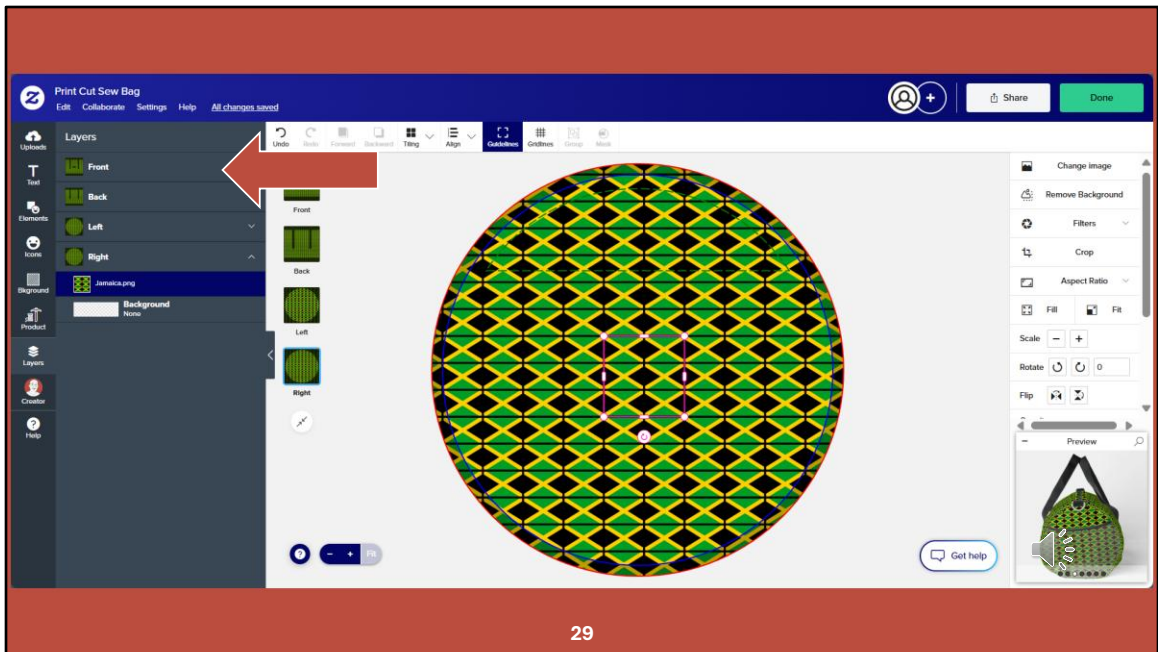 Print Cut Sew Bag
Edit Collaborate Settings Help All changes saved
Share
Done
Uploads
Text
Elements
Icons
Bkground
Product
Layers
Creator
Help
Layers
Front
Back
Left
Right
Jamaica.png
Background
None
Undo Redo Forward Backward Tiling Align Guidelines Gridlines Group Mask
Front
Back
Left
Right
Fit
Change image
Remove Background
Filters
Crop
Aspect Ratio
Fill Fit
Scale
Rotate 0
Flip
Preview
Get help
29